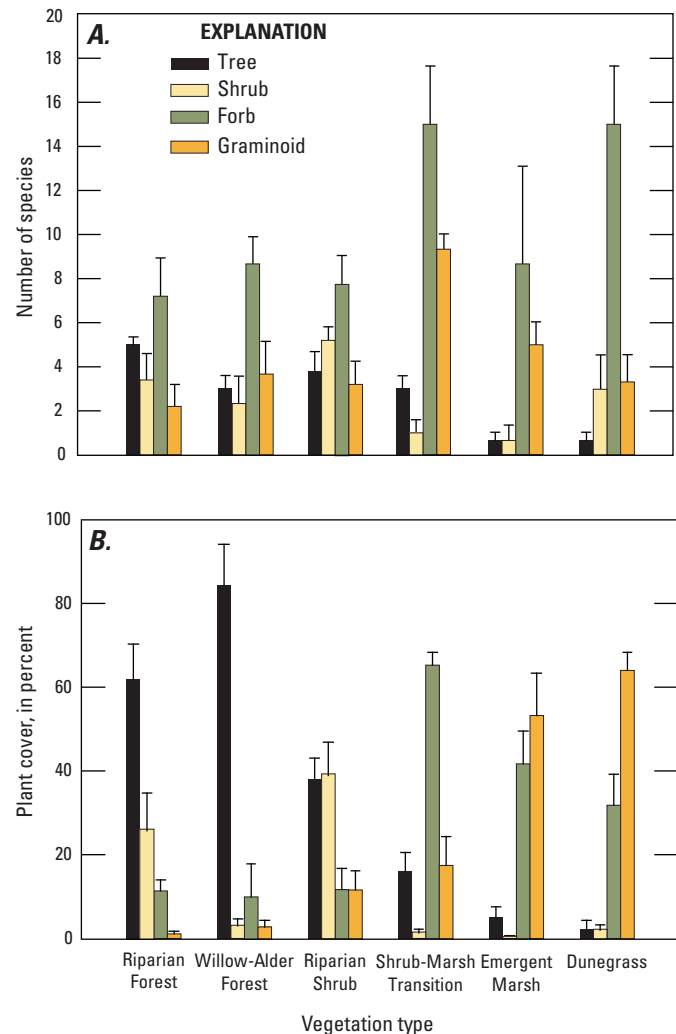 A.
EXPLANATION
Tree
Shrub
Forb
Graminoid
Number of species
20
18
16
14
12
10
8
6
4
2
0
B.
Plant cover, in percent
100
80
60
40
20
0
Riparian Forest
Willow-Alder Forest
Riparian Shrub
Shrub-Marsh Transition
Emergent Marsh
Dunegrass
Vegetation type